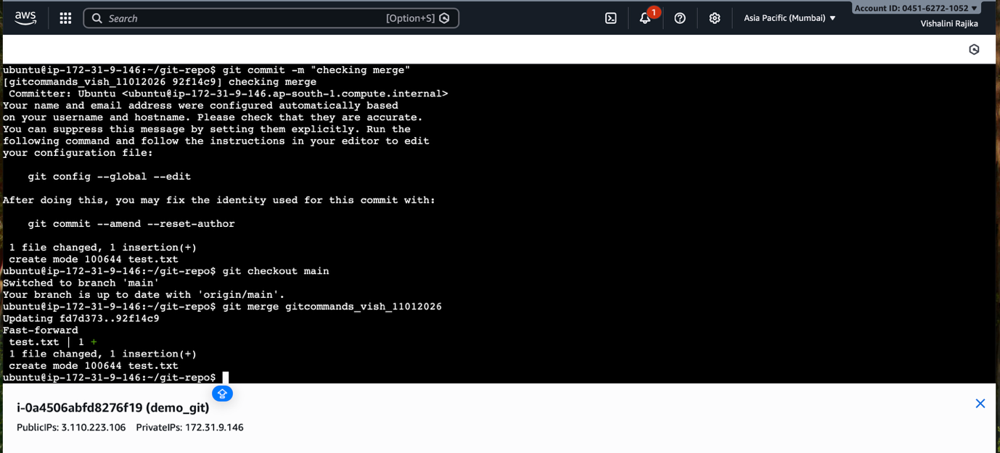 aws
Search
[Option+S]
1
Asia Pacific (Mumbai)
Account ID: 0451-6272-1052
Vishalini Rajika
ubuntu@ip-172-31-9-146:~/git-repo$ git commit -m "checking merge"
[gitcommands_vish_11012026 92f14c9] checking merge
 Committer: Ubuntu <ubuntu@ip-172-31-9-146.ap-south-1.compute.internal>
Your name and email address were configured automatically based
on your username and hostname. Please check that they are accurate.
You can suppress this message by setting them explicitly. Run the
following command and follow the instructions in your editor to edit
your configuration file:
    git config --global --edit
After doing this, you may fix the identity used for this commit with:
    git commit --amend --reset-author
 1 file changed, 1 insertion(+)
 create mode 100644 test.txt
ubuntu@ip-172-31-9-146:~/git-repo$ git checkout main
Switched to branch 'main'
Your branch is up to date with 'origin/main'.
ubuntu@ip-172-31-9-146:~/git-repo$ git merge gitcommands_vish_11012026
Updating fd7d373..92f14c9
Fast-forward
 test.txt | 1 +
 1 file changed, 1 insertion(+)
 create mode 100644 test.txt
ubuntu@ip-172-31-9-146:~/git-repo$
i-0a4506abfd8276f19 (demo_git)
PublicIPs: 3.110.223.106    PrivateIPs: 172.31.9.146